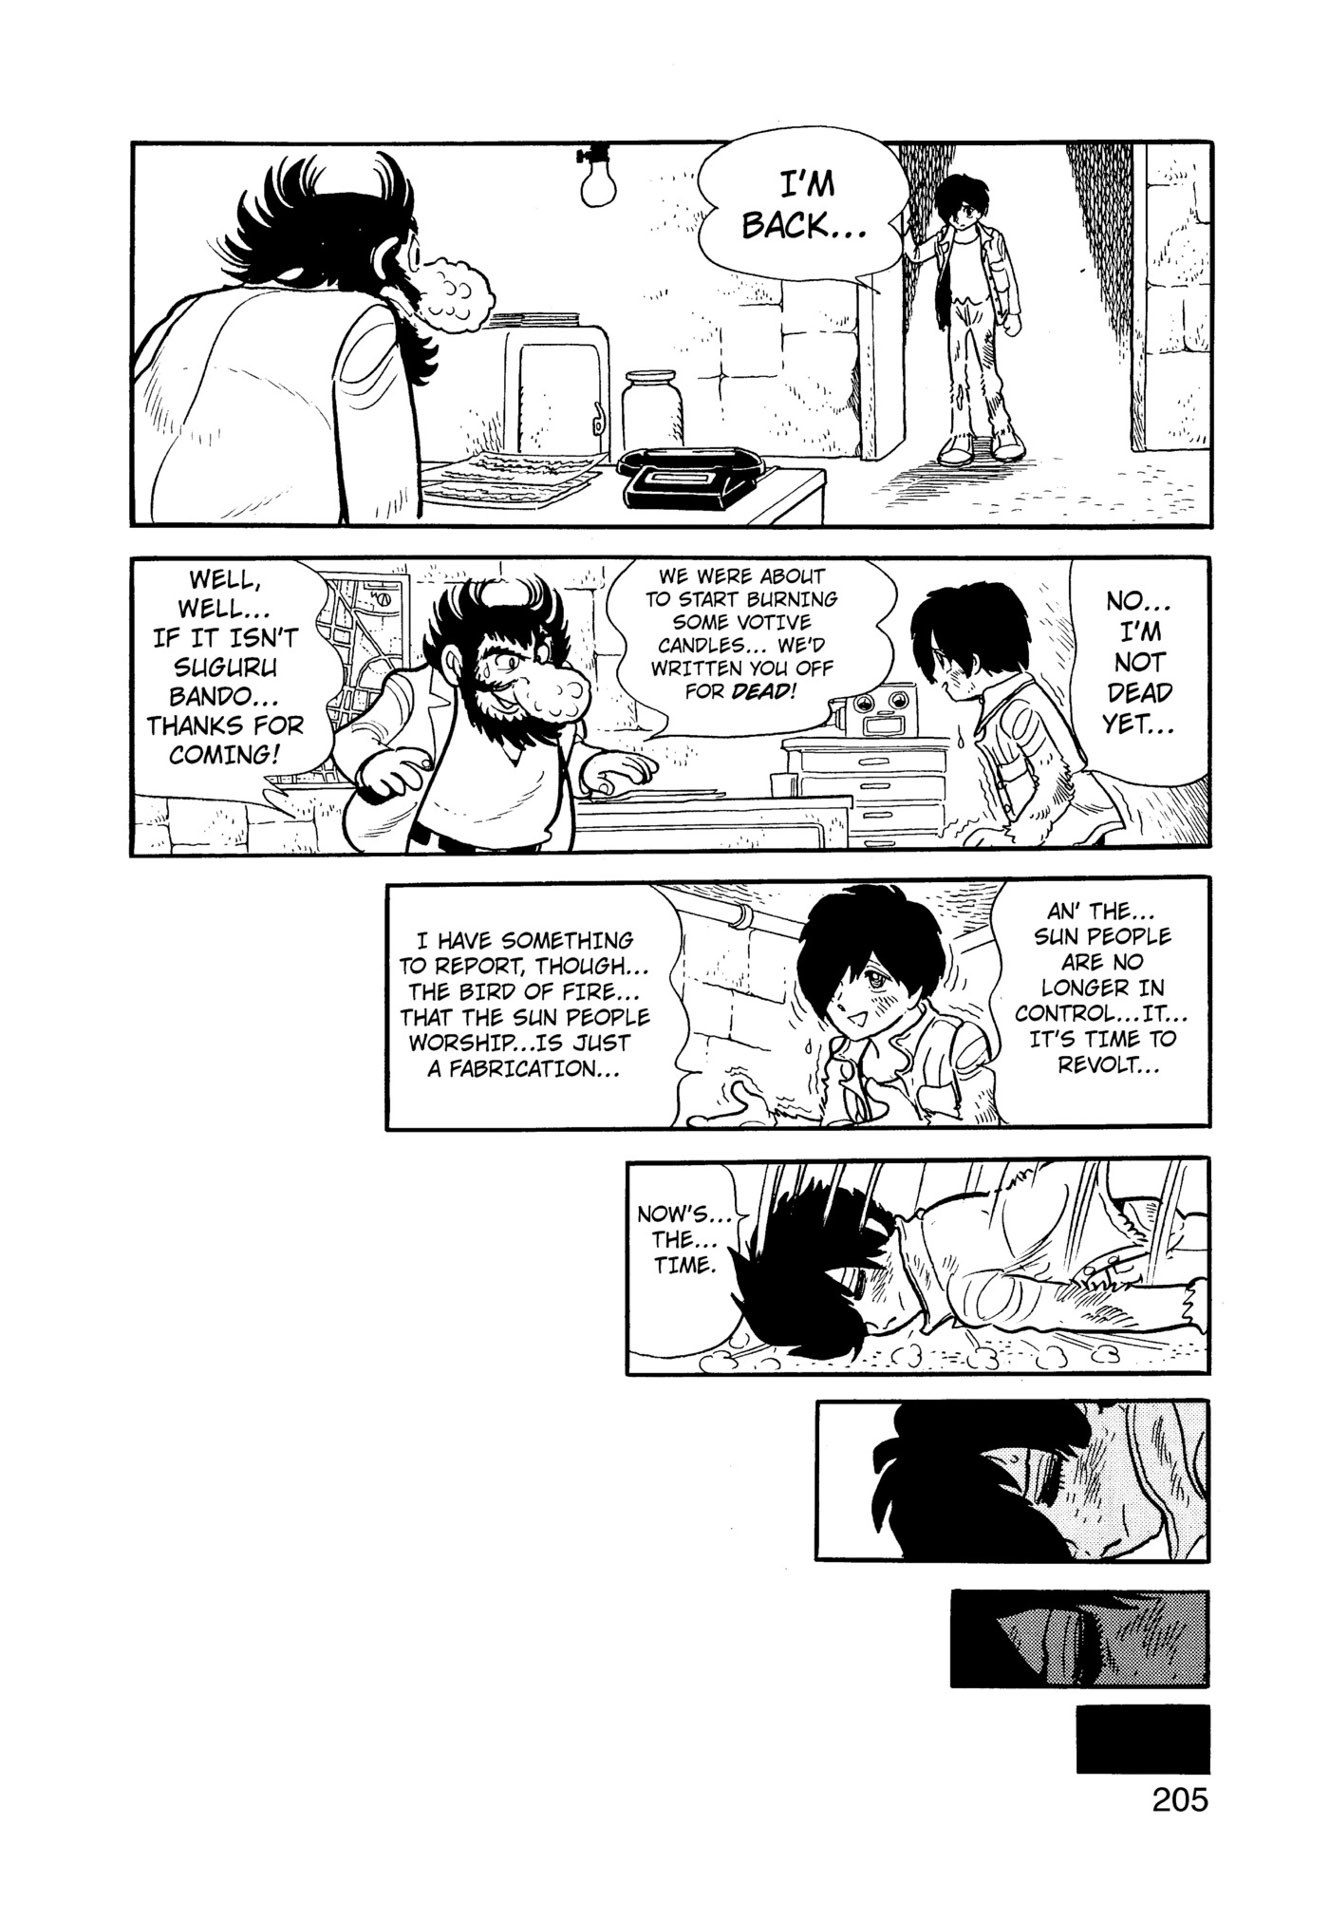 I'M
BACK...
WELL,
WELL...
IF IT ISN'T
SUGURU
BANDO...
THANKS FOR
COMING!
WE WERE ABOUT
TO START BURNING
SOME VOTIVE
CANDLES... WE'D
WRITTEN YOU OFF
FOR DEAD!
NO...
I'M
NOT
DEAD
YET...
I HAVE SOMETHING
TO REPORT, THOUGH...
THE BIRD OF FIRE...
THAT THE SUN PEOPLE
WORSHIP...IS JUST
A FABRICATION...
AN' THE...
SUN PEOPLE
ARE NO
LONGER IN
CONTROL...IT...
IT'S TIME TO
REVOLT...
NOW'S...
THE...
TIME.
205